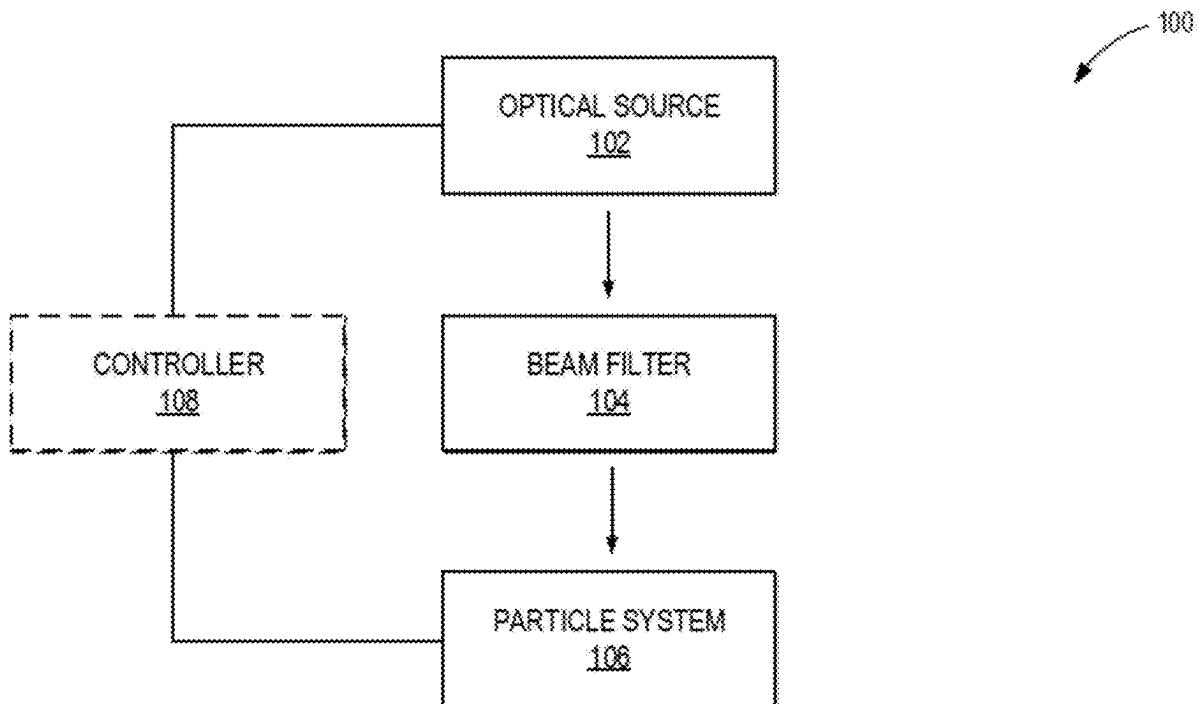 100
OPTICAL SOURCE
102
CONTROLLER
108
BEAM FILTER
104
PARTICLE SYSTEM
106